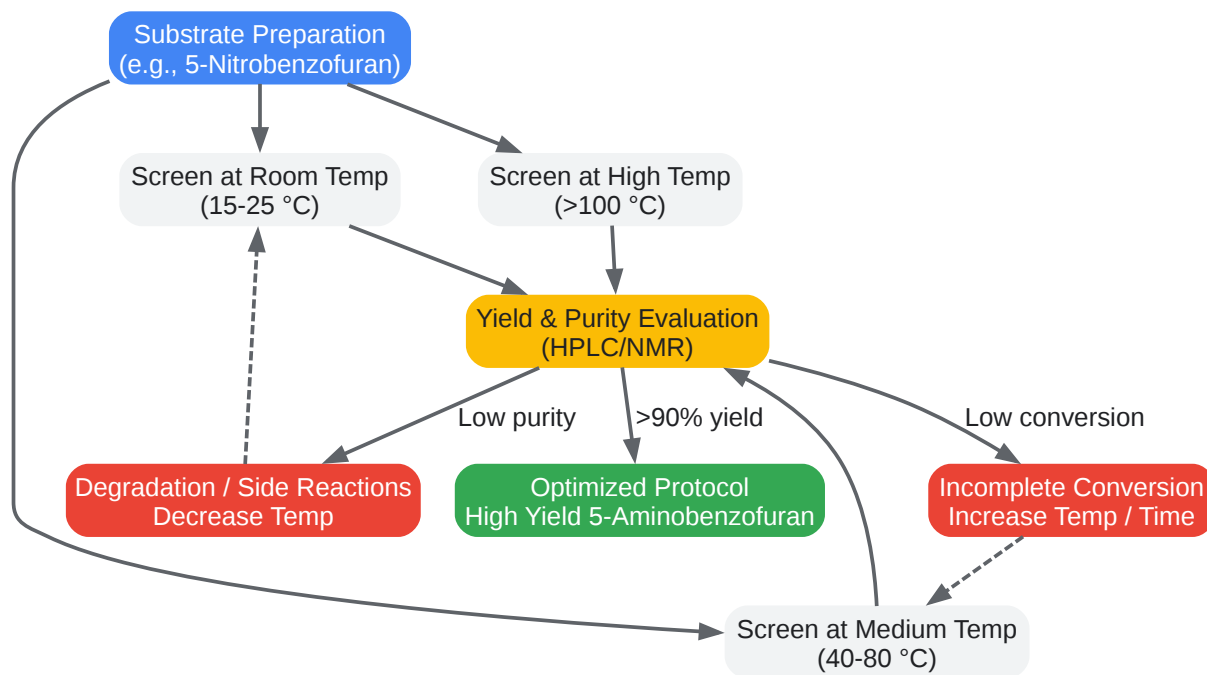 Substrate Preparation
(e.g., 5-Nitrobenzofuran)
Screen at Room Temp
(15-25 °C)
Screen at High Temp
(>100 °C)
Yield & Purity Evaluation
(HPLC/NMR)
Low purity
>90% yield
Low conversion
Degradation / Side Reactions
Decrease Temp
Optimized Protocol
High Yield 5-Aminobenzofuran
Incomplete Conversion
Increase Temp / Time
Screen at Medium Temp
(40-80 °C)